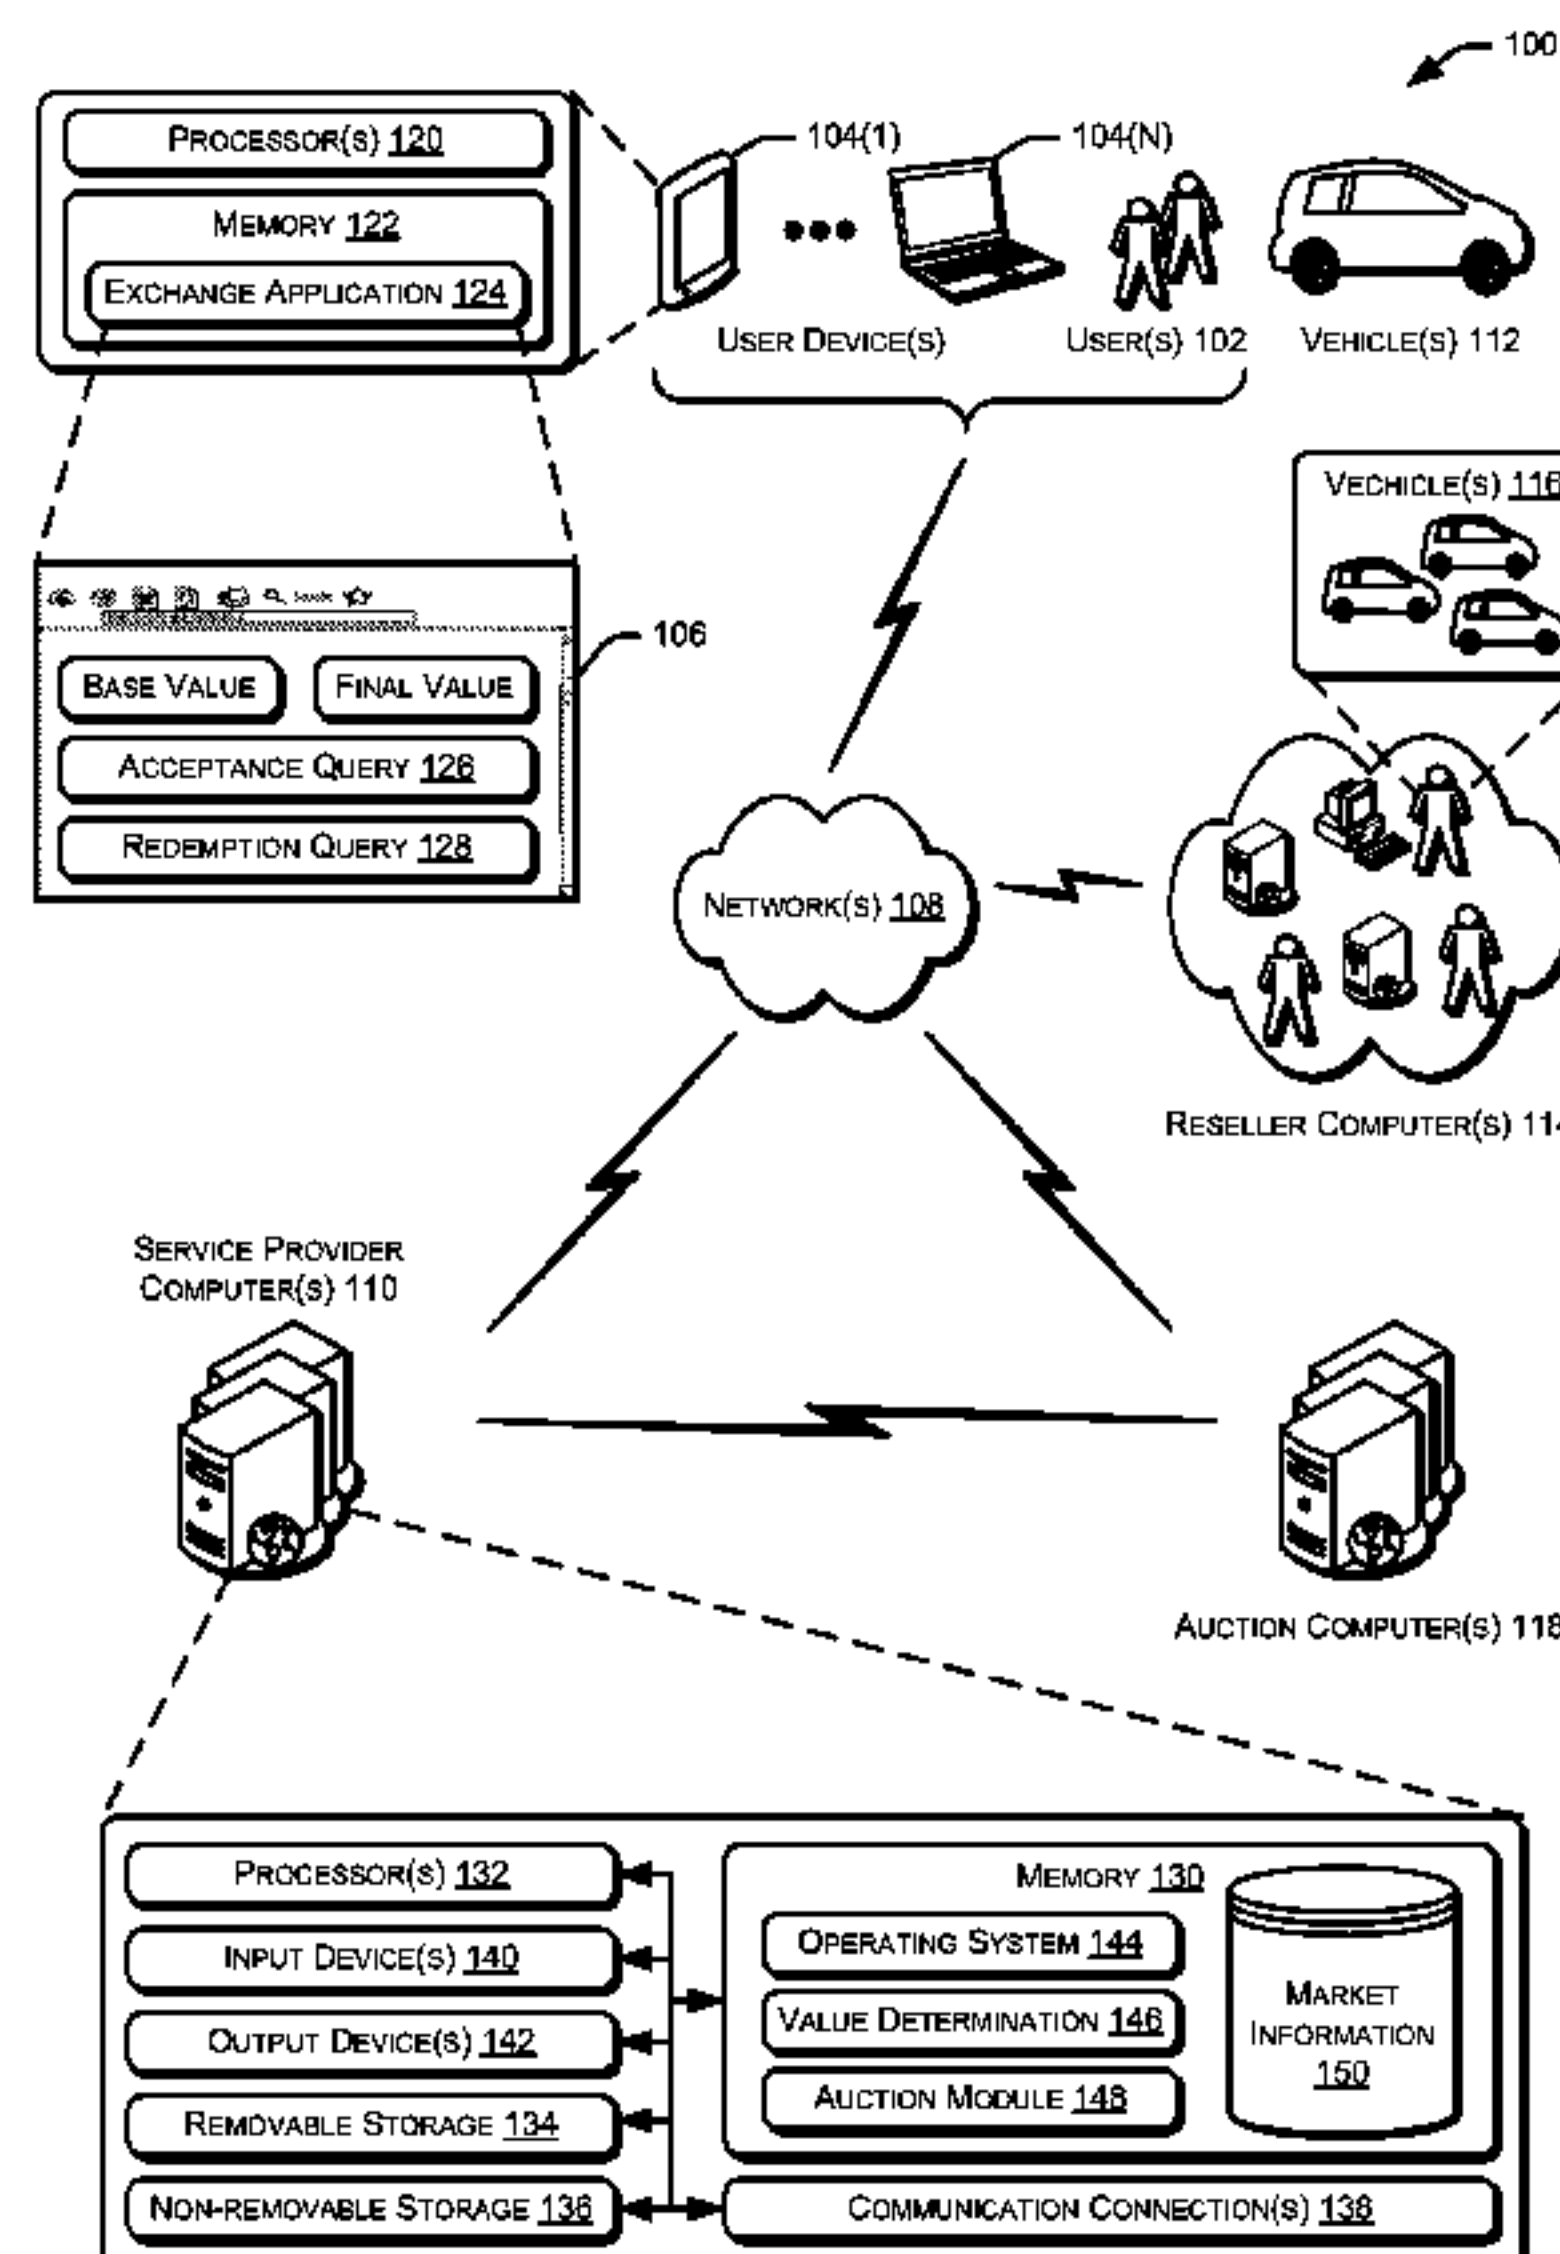 100
PROCESSOR(S) 120
MEMORY 122
EXCHANGE APPLICATION 124
104(1)
104(N)
USER DEVICE(S)
USER(S) 102
VEHICLE(S) 112
VECHICLE(S) 116
106
BASE VALUE
FINAL VALUE
ACCEPTANCE QUERY 126
REDEMPTION QUERY 128
NETWORK(S) 108
RESELLER COMPUTER(S) 114
SERVICE PROVIDER
COMPUTER(S) 110
AUCTION COMPUTER(S) 118
PROCESSOR(S) 132
INPUT DEVICE(S) 140
OUTPUT DEVICE(S) 142
REMOVABLE STORAGE 134
NON-REMOVABLE STORAGE 136
MEMORY 130
OPERATING SYSTEM 144
VALUE DETERMINATION 146
AUCTION MODULE 148
MARKET
INFORMATION
150
COMMUNICATION CONNECTION(S) 138